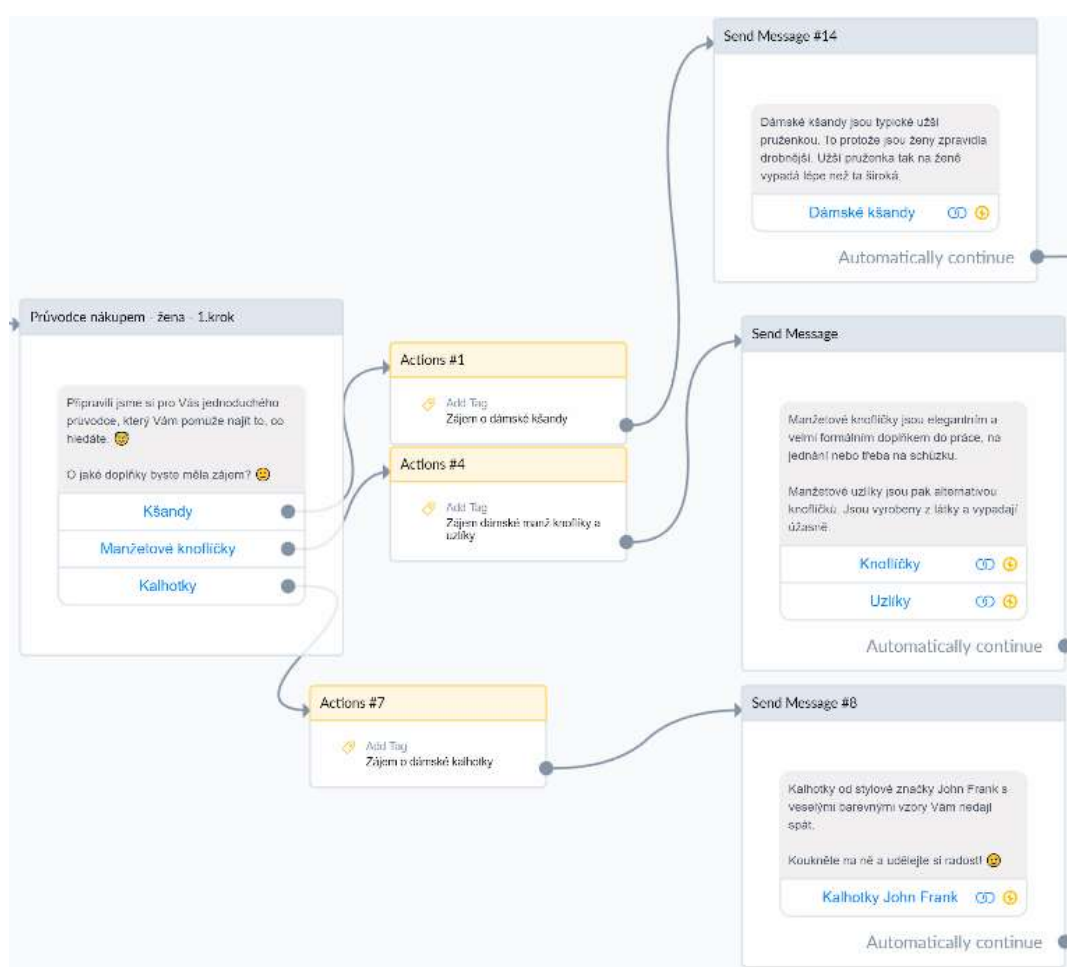 Send Message #14
Dámské kšandy jsou typické užší
pruženkou. To protože jsou ženy zpravidla
drobnější. Užší pruženka tak na ženě
vypadá lépe než ta široká.
Dámské kšandy
Automatically continue
Průvodce nákupem - žena - 1.krok
Připravili jsme si pro Vás jednoduchého
průvodce, který Vám pomůže najít to, co
hledáte.
O jaké doplňky byste měla zájem?
Kšandy
Manžetové knoflíčky
Kalhotky
Actions #1
Add Tag
Zájem o dámské kšandy
Actions #4
Add Tag
Zájem dámské manž knoflíky a
uzlíky
Send Message
Manžetové knoflíčky jsou elegantním a
velmi formálním doplňkem do práce, na
jednání nebo třeba na schůzku.
Manžetové uzlíky jsou pak alternativou
knoflíčků. Jsou vyrobeny z látky a vypadají
úžasně.
Knoflíčky
Uzlíky
Automatically continue
Actions #7
Add Tag
Zájem o dámské kalhotky
Send Message #8
Kalhotky od stylové značky John Frank s
veselými barevnými vzory Vám nedají
spát.
Koukněte na ně a udělejte si radost!
Kalhotky John Frank
Automatically continue